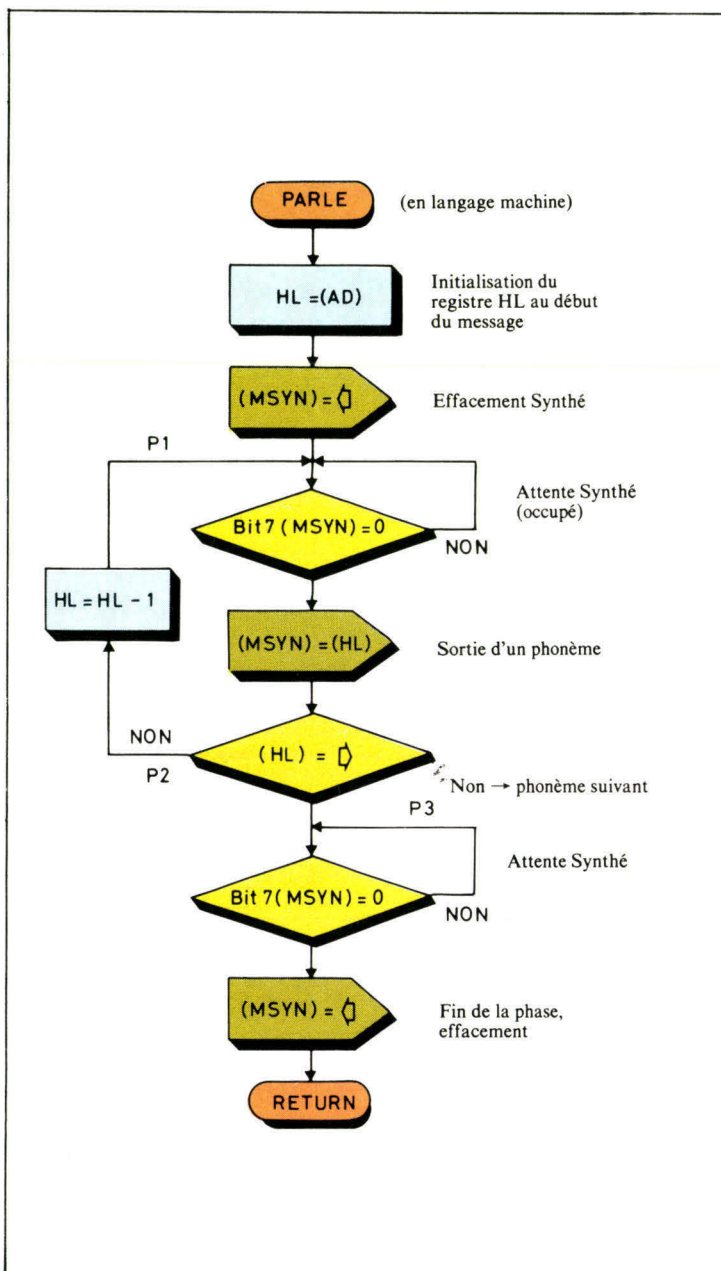 PARLE
(en langage machine)
HL =(AD)
Initialisation du
registre HL au début
du message
(MSYN)=⇦
Effacement Synthé
P1
Bit7(MSYN)=0
NON
Attente Synthé
(occupé)
HL=HL - 1
(MSYN)=(HL)
Sortie d'un phonème
NON
P2
(HL) = ⇨
Non → phonème suivant
P3
Bit 7(MSYN)=0
NON
Attente Synthé
(MSYN) = ⇦
Fin de la phase,
effacement
RETURN